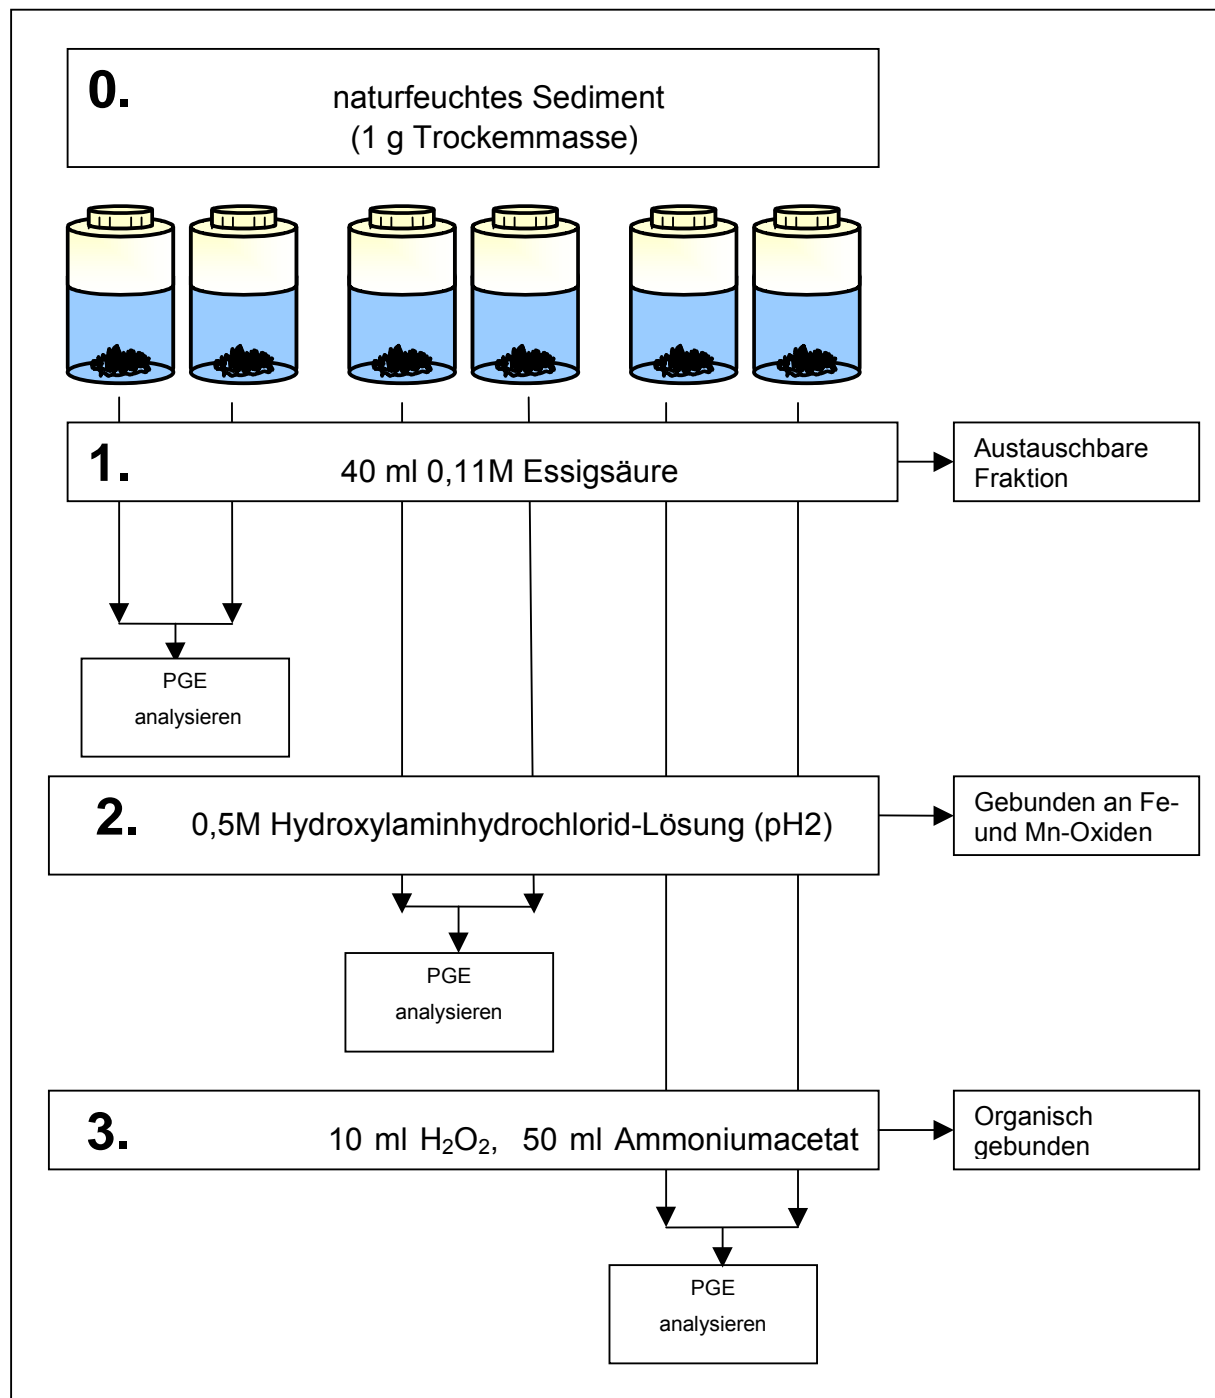 0.
naturfeuchtes Sediment
(1 g Trockemmasse)
1.
40 ml 0,11M Essigsäure
Austauschbare
Fraktion
PGE
analysieren
2.
0,5M Hydroxylaminhydrochlorid-Lösung (pH2)
Gebunden an Fe-
und Mn-Oxiden
PGE
analysieren
3.
10 ml H₂O₂, 50 ml Ammoniumacetat
Organisch
gebunden
PGE
analysieren